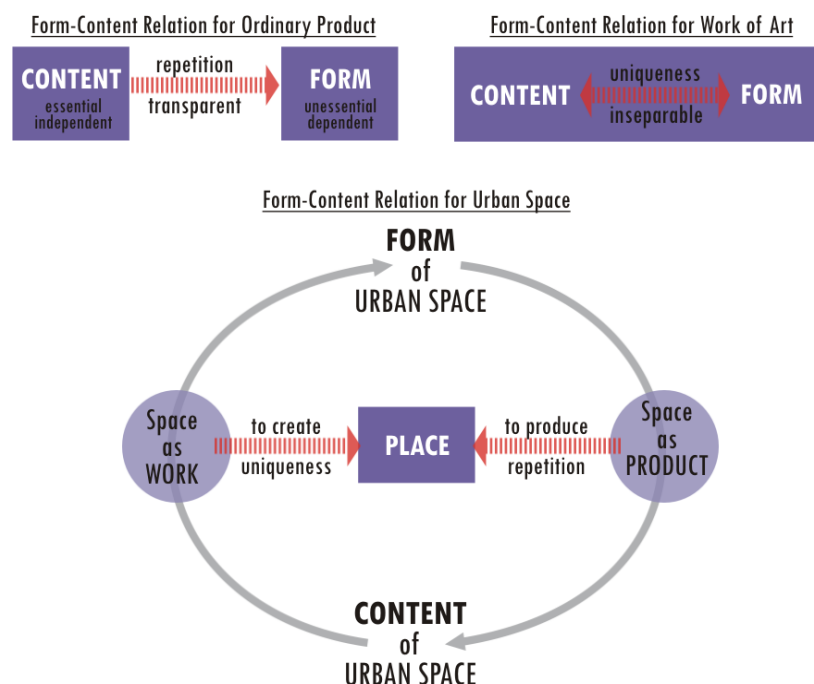 Form-Content Relation for Ordinary Product
CONTENT
essential
independent
repetition
transparent
FORM
unessential
dependent
Form-Content Relation for Work of Art
CONTENT
uniqueness
inseparable
FORM
Form-Content Relation for Urban Space
FORM
of
URBAN SPACE
Space
as
WORK
to create
uniqueness
PLACE
to produce
repetition
Space
as
PRODUCT
CONTENT
of
URBAN SPACE